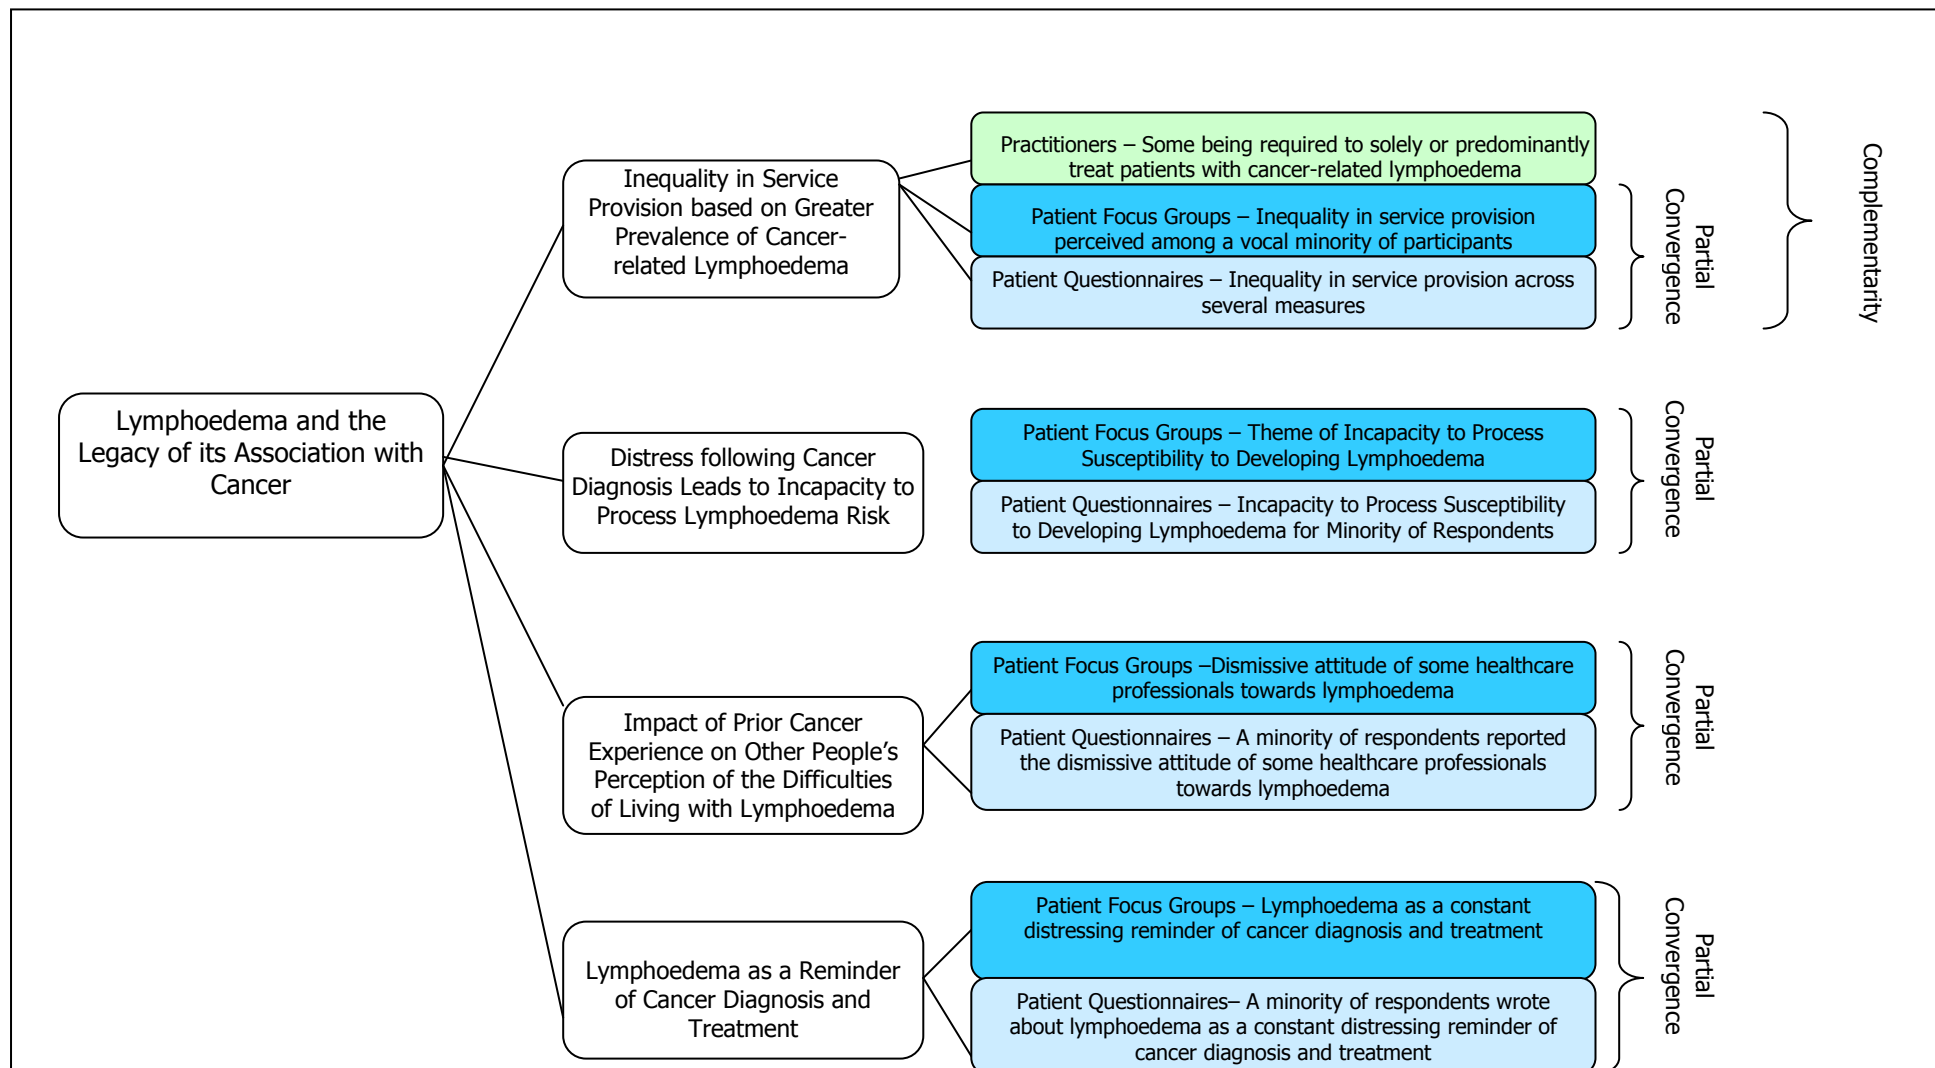 Lymphoedema and the
Legacy of its Association with
Cancer
Inequality in Service
Provision based on Greater
Prevalence of Cancer-
related Lymphoedema
Practitioners – Some being required to solely or predominantly
treat patients with cancer-related lymphoedema
Patient Focus Groups – Inequality in service provision
perceived among a vocal minority of participants
Patient Questionnaires – Inequality in service provision across
several measures
Partial
Convergence
Complementarity
Distress following Cancer
Diagnosis Leads to Incapacity to
Process Lymphoedema Risk
Patient Focus Groups – Theme of Incapacity to Process
Susceptibility to Developing Lymphoedema
Patient Questionnaires – Incapacity to Process Susceptibility
to Developing Lymphoedema for Minority of Respondents
Partial
Convergence
Impact of Prior Cancer
Experience on Other People’s
Perception of the Difficulties
of Living with Lymphoedema
Patient Focus Groups –Dismissive attitude of some healthcare
professionals towards lymphoedema
Patient Questionnaires – A minority of respondents reported
the dismissive attitude of some healthcare professionals
towards lymphoedema
Partial
Convergence
Lymphoedema as a Reminder
of Cancer Diagnosis and
Treatment
Patient Focus Groups – Lymphoedema as a constant
distressing reminder of cancer diagnosis and treatment
Patient Questionnaires– A minority of respondents wrote
about lymphoedema as a constant distressing reminder of
cancer diagnosis and treatment
Partial
Convergence